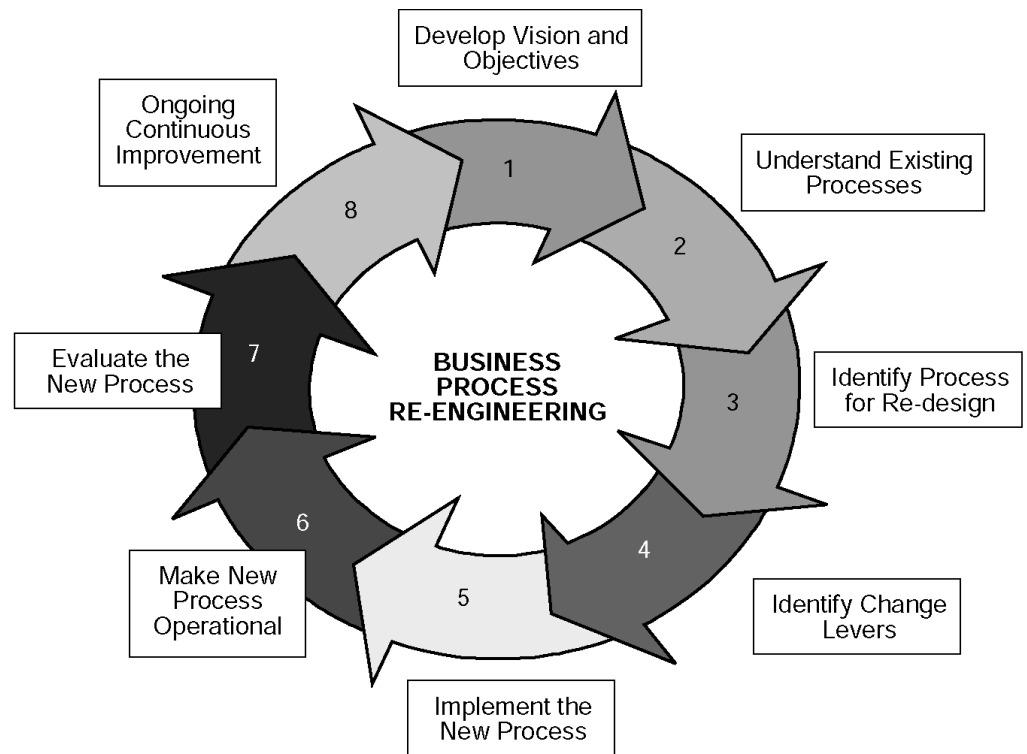 Develop Vision and
Objectives
1
Understand Existing
Processes
2
Identify Process
for Re-design
3
Identify Change
Levers
4
Implement the
New Process
5
Make New
Process
Operational
6
Evaluate the
New Process
7
Ongoing
Continuous
Improvement
8
BUSINESS
PROCESS
RE-ENGINEERING